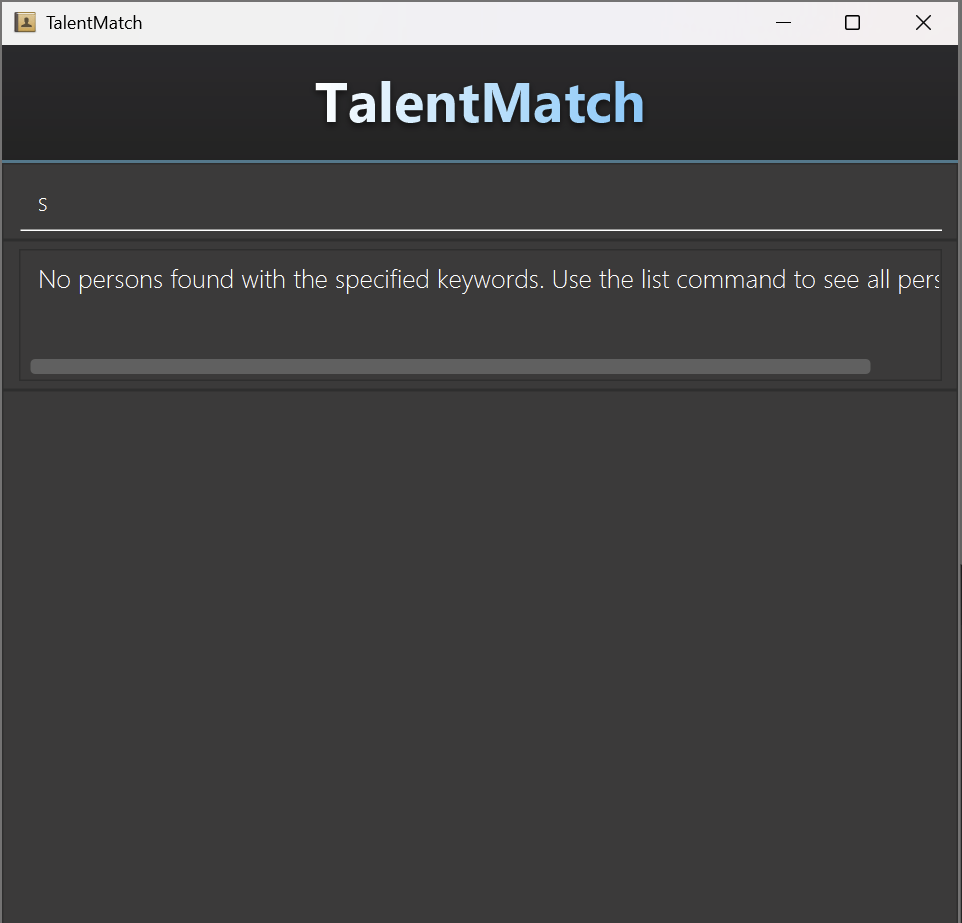 TalentMatch
TalentMatch
S
No persons found with the specified keywords. Use the list command to see all pers